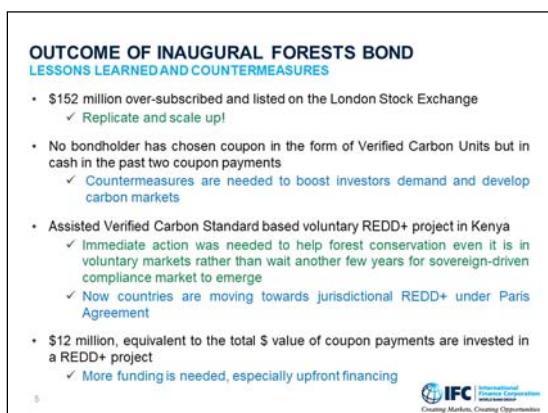 OUTCOME OF INAUGURAL FORESTS BOND
LESSONS LEARNED AND COUNTERMEASURES
• $152 million over-subscribed and listed on the London Stock Exchange
✓ Replicate and scale up!
• No bondholder has chosen coupon in the form of Verified Carbon Units but in
cash in the past two coupon payments
✓ Countermeasures are needed to boost investors demand and develop
carbon markets
• Assisted Verified Carbon Standard based voluntary REDD+ project in Kenya
✓ Immediate action was needed to help forest conservation even it is in
voluntary markets rather than wait another few years for sovereign-driven
compliance market to emerge
✓ Now countries are moving towards jurisdictional REDD+ under Paris
Agreement
• $12 million, equivalent to the total $ value of coupon payments are invested in
a REDD+ project
✓ More funding is needed, especially upfront financing
5
IFC
International
Finance Corporation
WORLD BANK GROUP
Creating Markets, Creating Opportunities